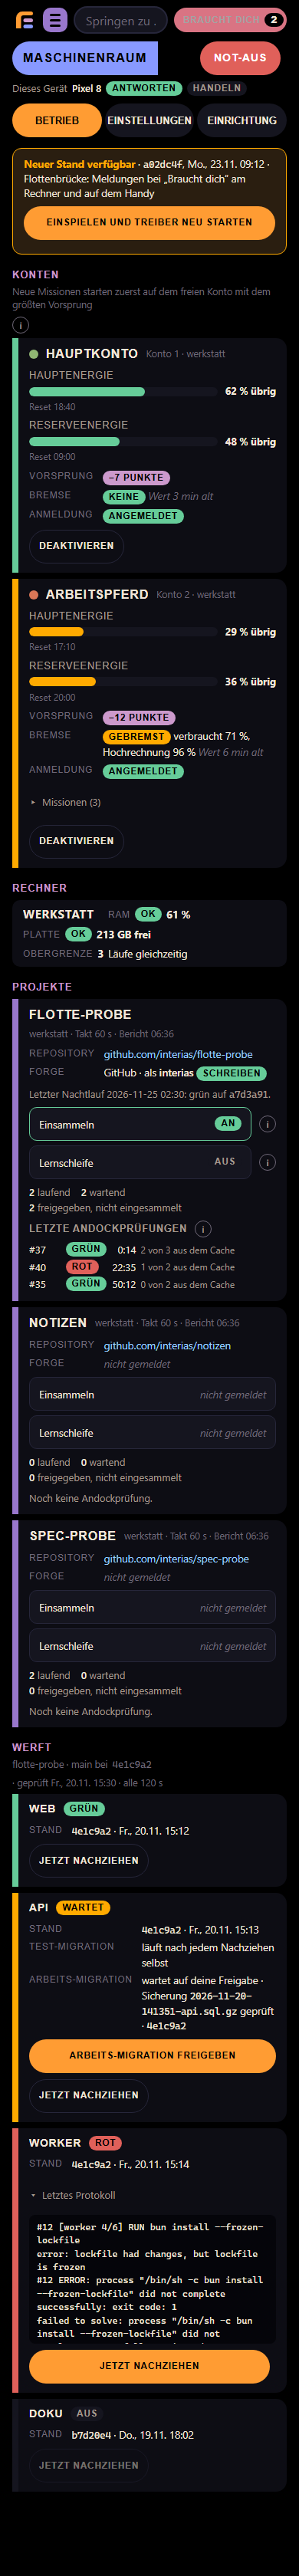 Springen zu .
BRAUCHT DICH 2
MASCHINENRAUM
NOT-AUS
Dieses Gerät Pixel 8 ANTWORTEN HANDELN
BETRIEB EINSTELLUNGEN EINRICHTUNG
Neuer Stand verfügbar · a02dc4f, Mo., 23.11. 09:12 ·
Flottenbrücke: Meldungen bei „Braucht dich“ am
Rechner und auf dem Handy
EINSPIELEN UND TREIBER NEU STARTEN
KONTEN
Neue Missionen starten zuerst auf dem freien Konto mit dem
größten Vorsprung
i
HAUPTKONTO Konto 1 · werkstatt
HAUPTENERGIE
62 % übrig
Reset 18:40
RESERVEENERGIE
48 % übrig
Reset 09:00
VORSPRUNG −7 PUNKTE
BREMSE KEINE Wert 3 min alt
ANMELDUNG ANGEMELDET
DEAKTIVIEREN
ARBEITSPFERD Konto 2 · werkstatt
HAUPTENERGIE
29 % übrig
Reset 17:10
RESERVEENERGIE
36 % übrig
Reset 20:00
VORSPRUNG −12 PUNKTE
BREMSE GEBREMST verbraucht 71 %,
Hochrechnung 96 % Wert 6 min alt
ANMELDUNG ANGEMELDET
Missionen (3)
DEAKTIVIEREN
RECHNER
WERKSTATT RAM OK 61 %
PLATTE OK 213 GB frei
OBERGRENZE 3 Läufe gleichzeitig
PROJEKTE
FLOTTE-PROBE
werkstatt · Takt 60 s · Bericht 06:36
REPOSITORY github.com/interias/flotte-probe
FORGE GitHub · als interias SCHREIBEN
Letzter Nachtlauf 2026-11-25 02:30: grün auf a7d3a91.
Einsammeln AN i
Lernschleife AUS i
2 laufend 2 wartend
2 freigegeben, nicht eingesammelt
LETZTE ANDOCKPRÜFUNGEN i
#37 GRÜN 0:14 2 von 3 aus dem Cache
#40 ROT 22:35 1 von 2 aus dem Cache
#35 GRÜN 50:12 0 von 2 aus dem Cache
NOTIZEN werkstatt · Takt 60 s · Bericht 06:36
REPOSITORY github.com/interias/notizen
FORGE nicht gemeldet
Einsammeln nicht gemeldet
Lernschleife nicht gemeldet
0 laufend 0 wartend
0 freigegeben, nicht eingesammelt
Noch keine Andockprüfung.
SPEC-PROBE werkstatt · Takt 60 s · Bericht 06:36
REPOSITORY github.com/interias/spec-probe
FORGE nicht gemeldet
Einsammeln nicht gemeldet
Lernschleife nicht gemeldet
2 laufend 0 wartend
0 freigegeben, nicht eingesammelt
Noch keine Andockprüfung.
WERFT
flotte-probe · main bei 4e1c9a2
· geprüft Fr., 20.11. 15:30 · alle 120 s
WEB GRÜN
STAND 4e1c9a2 · Fr., 20.11. 15:12
JETZT NACHZIEHEN
API WARTET
STAND 4e1c9a2 · Fr., 20.11. 15:13
TEST-MIGRATION läuft nach jedem Nachziehen
selbst
ARBEITS-MIGRATION wartet auf deine Freigabe ·
Sicherung 2026-11-20-
141351-api.sql.gz geprüft
· 4e1c9a2
ARBEITS-MIGRATION FREIGEBEN
JETZT NACHZIEHEN
WORKER ROT
STAND 4e1c9a2 · Fr., 20.11. 15:14
Letztes Protokoll
#12 [worker 4/6] RUN bun install --frozen-
lockfile
error: lockfile had changes, but lockfile
is frozen
#12 ERROR: process "/bin/sh -c bun install
--frozen-lockfile" did not complete
successfully: exit code: 1
failed to solve: process "/bin/sh -c bun
install --frozen-lockfile" did not
JETZT NACHZIEHEN
DOKU AUS
STAND b7d20e4 · Do., 19.11. 18:02
JETZT NACHZIEHEN